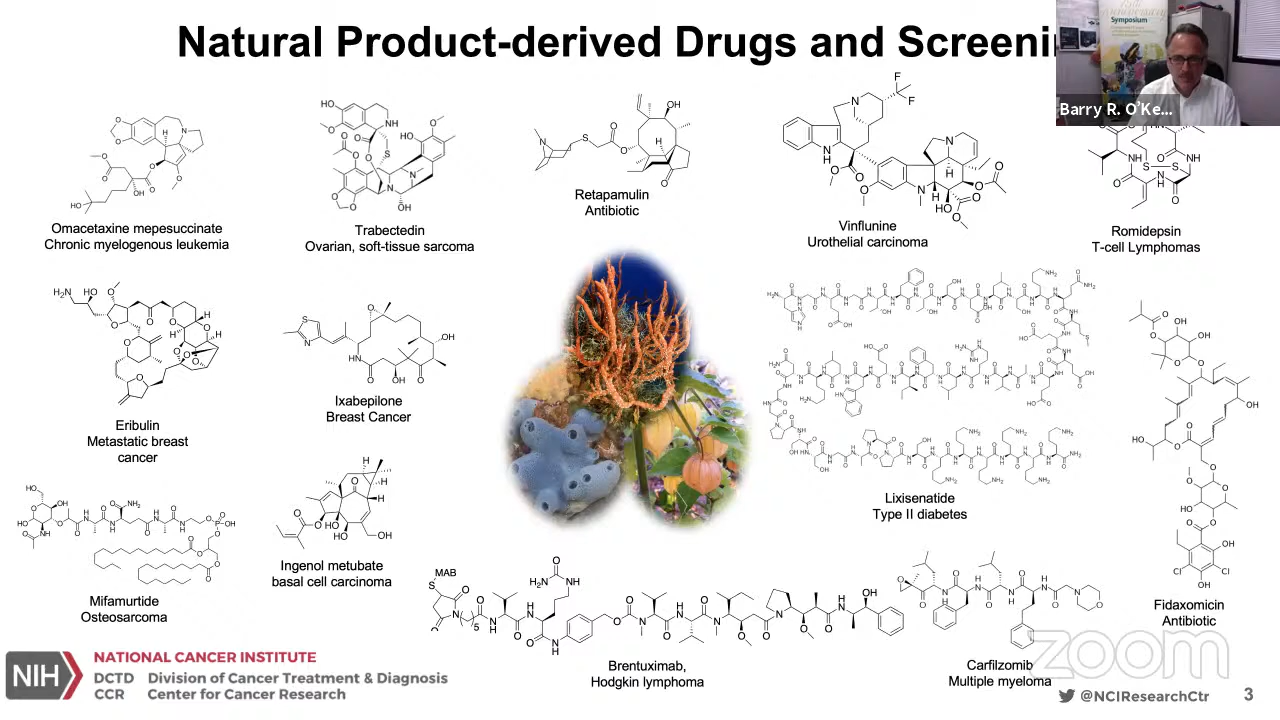 Natural Product-derived Drugs and Screenin
Symposium
Barry R. O'Ke...
Omacetaxine mepesuccinate
Chronic myelogenous leukemia
Trabectedin
Ovarian, soft-tissue sarcoma
Retapamulin
Antibiotic
Vinflunine
Urothelial carcinoma
Romidepsin
T-cell Lymphomas
Eribulin
Metastatic breast
cancer
Ixabepilone
Breast Cancer
Lixisenatide
Type II diabetes
Mifamurtide
Osteosarcoma
Ingenol metubate
basal cell carcinoma
MAB
Brentuximab,
Hodgkin lymphoma
Carfilzomib
Multiple myeloma
Fidaxomicin
Antibiotic
zoom
NIH
NATIONAL CANCER INSTITUTE
DCTD Division of Cancer Treatment & Diagnosis
CCR Center for Cancer Research
@NCIResearchCtr
3